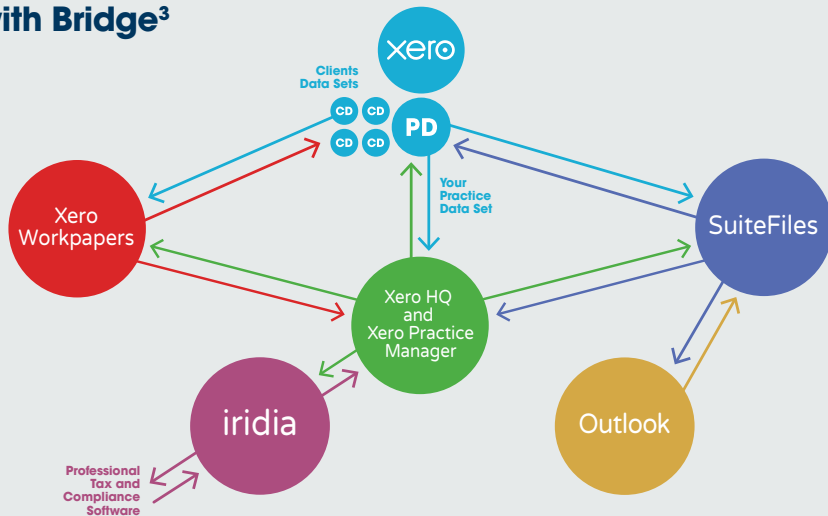 with Bridge³
xero
Clients
Data Sets
CD CD
CD CD
PD
Your
Practice
Data Set
Xero
Workpapers
SuiteFiles
Xero HQ
and
Xero Practice
Manager
iridia
Outlook
Professional
Tax and
Compliance
Software